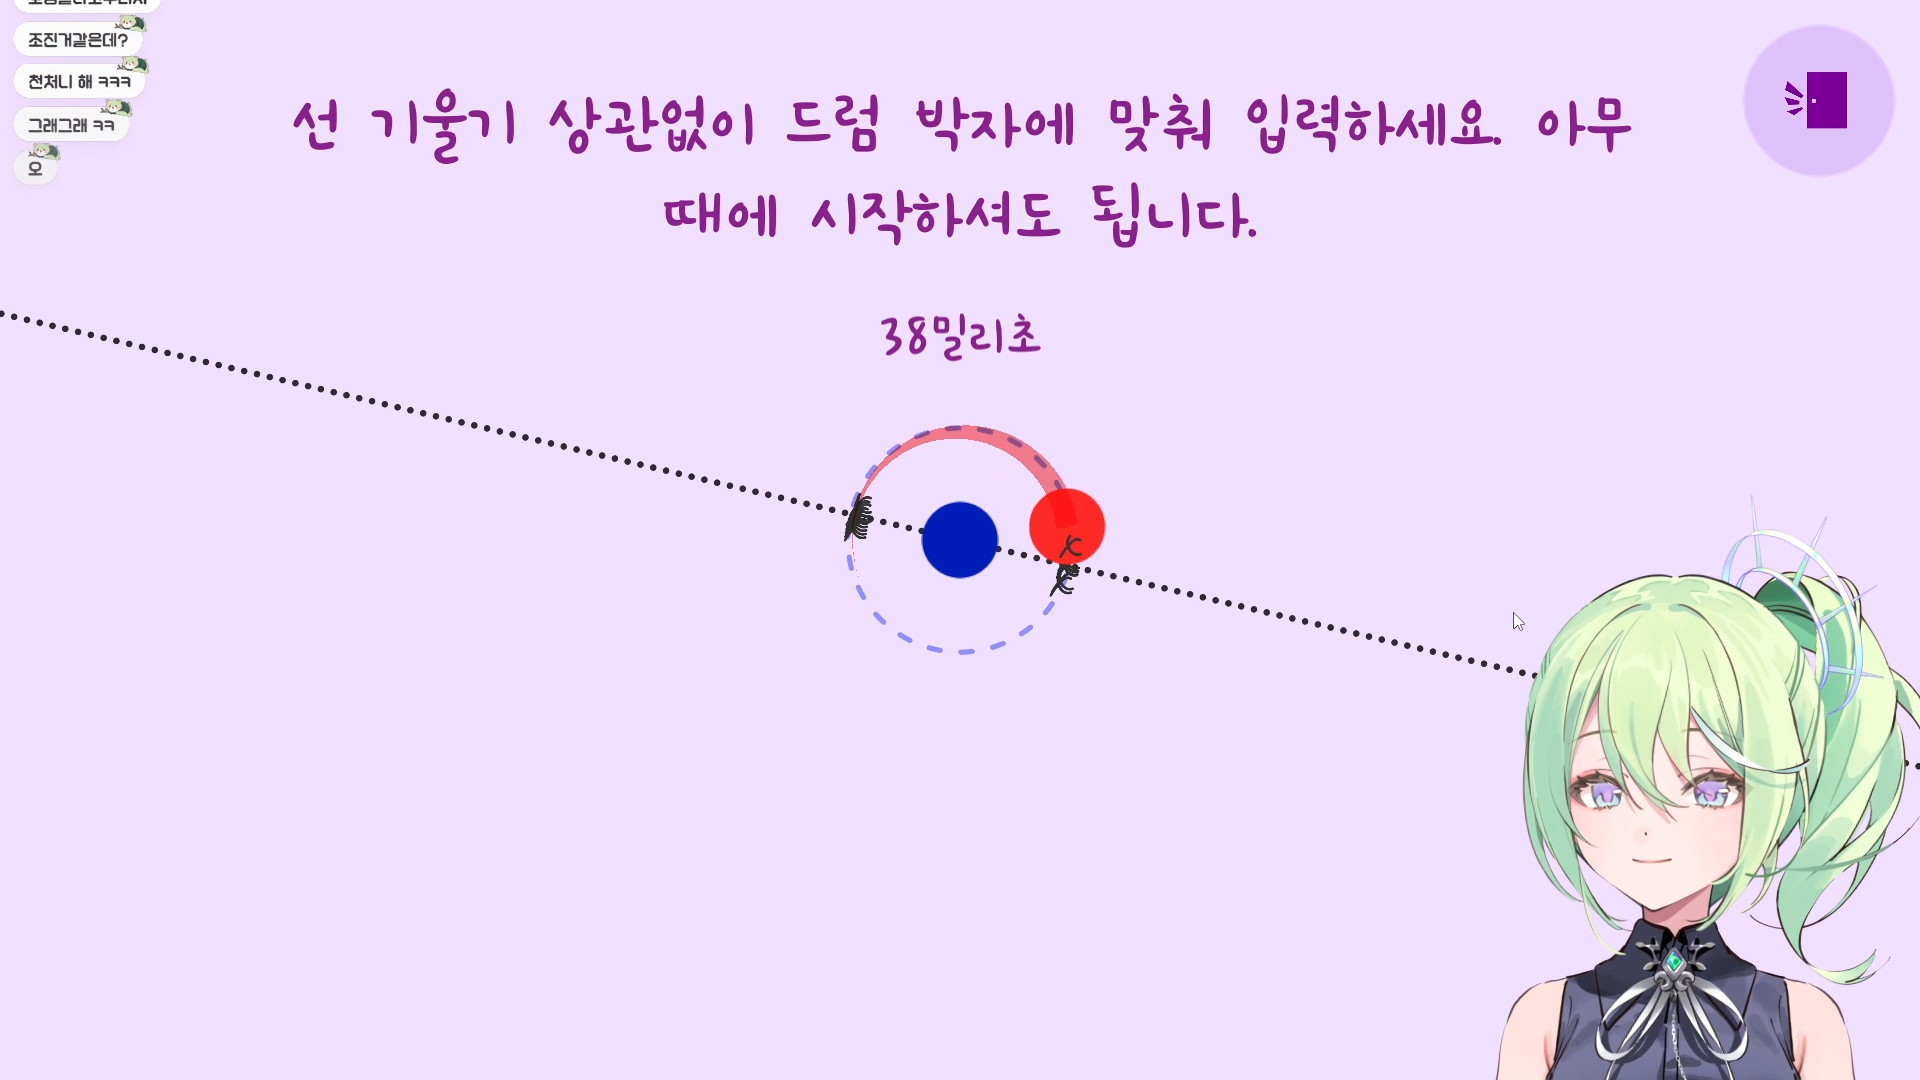 조진거같은데?
천처니 해 ㅋㅋㅋ
그래그래 ㅋㅋ
오
선 기울기 상관없이 드럼 박자에 맞춰 입력하세요. 아무
때에 시작하셔도 됩니다.
38밀리초